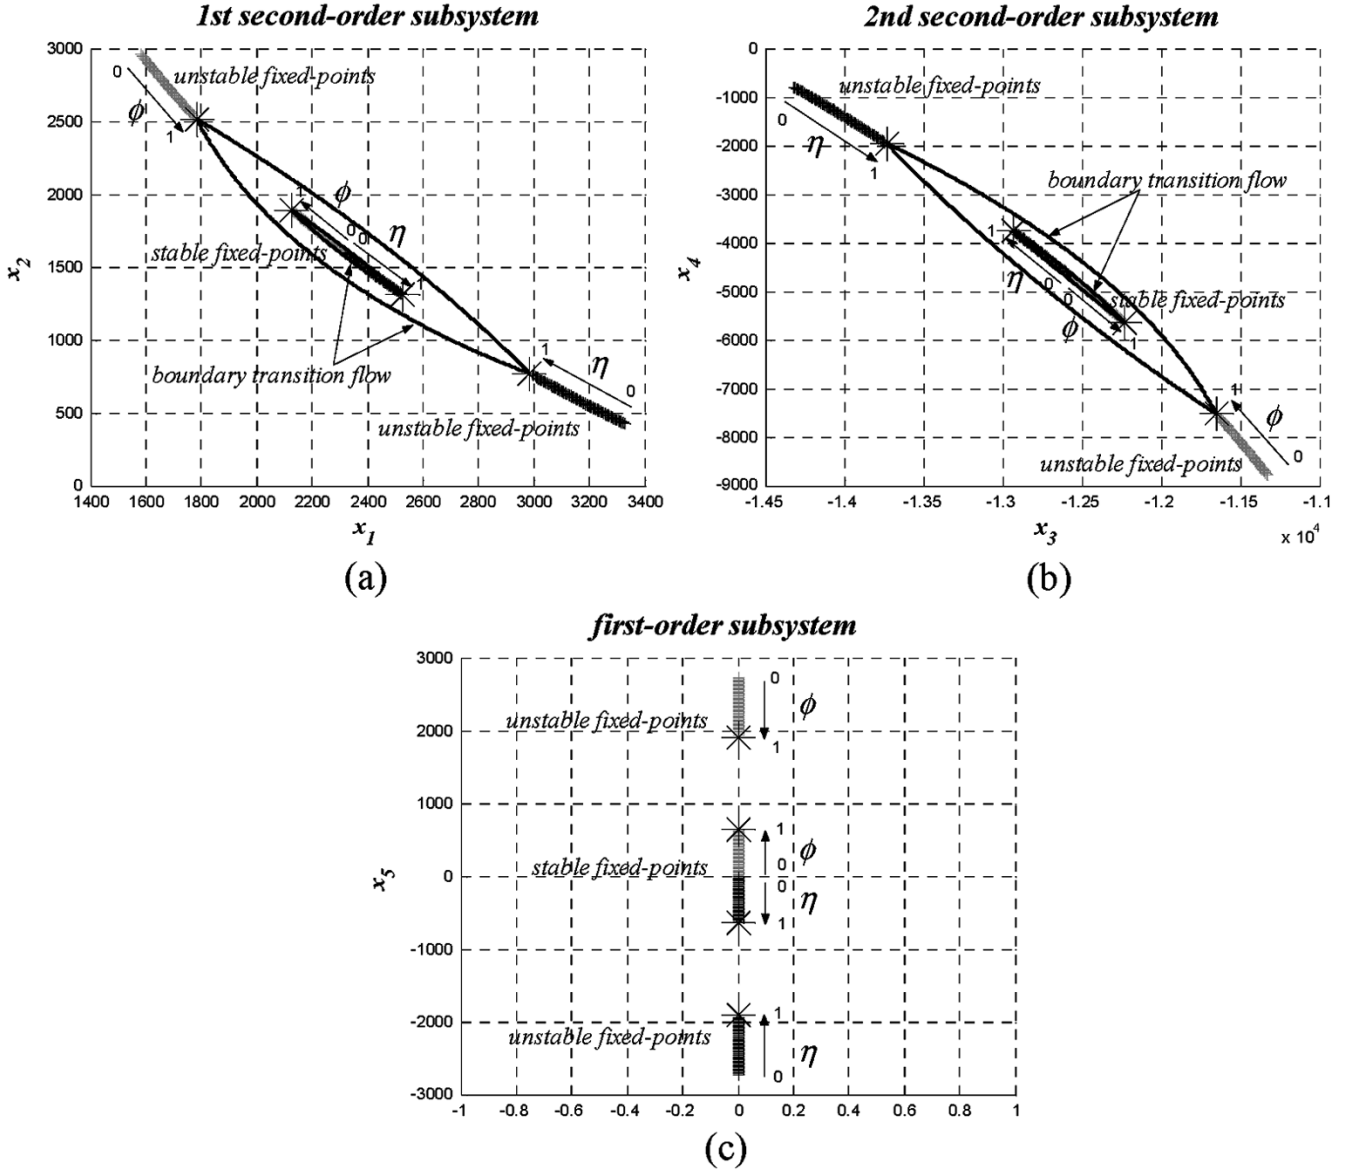 1st second-order subsystem
3000
2500
2000
1500
1000
500
0
1400 1600 1800 2000 2200 2400 2600 2800 3000 3200 3400
x2
x1
unstable fixed-points
0
ϕ
1
1
ϕ
0
0
η
stable fixed-points
1
boundary transition flow
1
η
0
unstable fixed-points
(a)
2nd second-order subsystem
0
-1000
-2000
-3000
-4000
-5000
-6000
-7000
-8000
-9000
-1.45 -1.4 -1.35 -1.3 -1.25 -1.2 -1.15 -1.1
x 10^4
x4
x3
unstable fixed-points
0
η
1
boundary transition flow
1
η
0
0
stable fixed-points
ϕ
1
1
ϕ
0
unstable fixed-points
(b)
first-order subsystem
3000
2000
1000
0
-1000
-2000
-3000
-1 -0.8 -0.6 -0.4 -0.2 0 0.2 0.4 0.6 0.8 1
x5
0
ϕ
unstable fixed-points
1
1
ϕ
stable fixed-points
0
0
η
1
1
unstable fixed-points
η
0
(c)